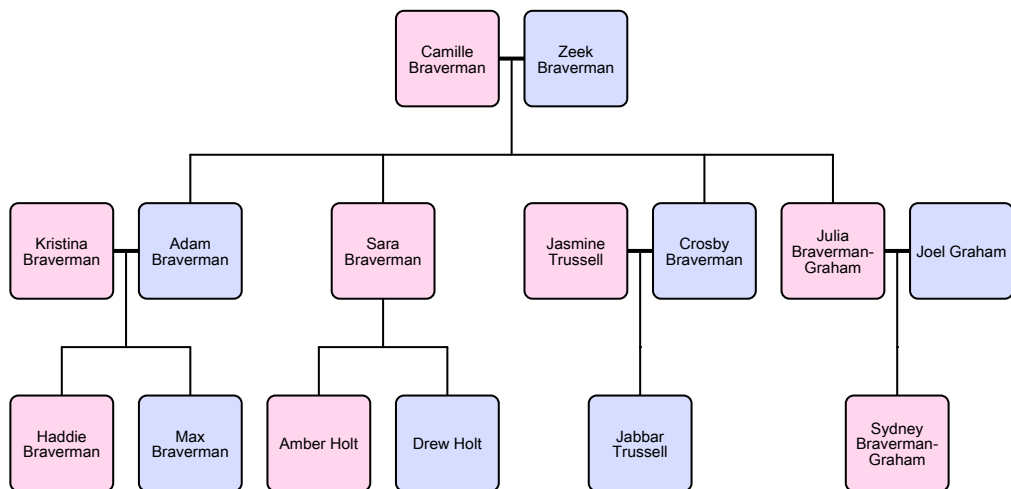 Camille
Braverman
Zeek
Braverman
Kristina
Braverman
Adam
Braverman
Sara
Braverman
Jasmine
Trussell
Crosby
Braverman
Julia
Braverman-
Graham
Joel Graham
Haddie
Braverman
Max
Braverman
Amber Holt
Drew Holt
Jabbar
Trussell
Sydney
Braverman-
Graham